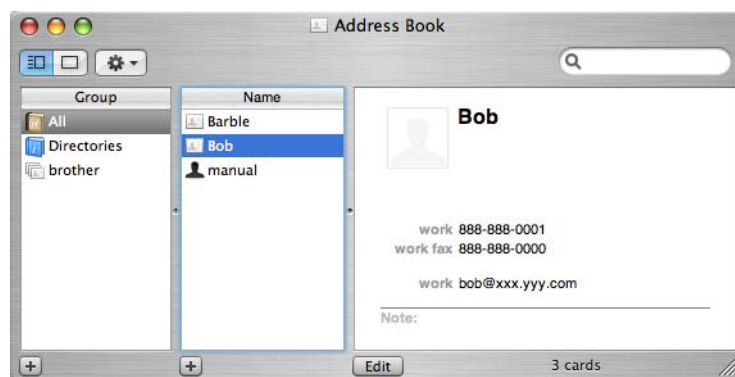 Address Book
Group
All
Directories
brother
Name
Barble
Bob
manual
Bob
work 888-888-0001
work fax 888-888-0000
work bob@xxx.yyy.com
Note:
Edit
3 cards